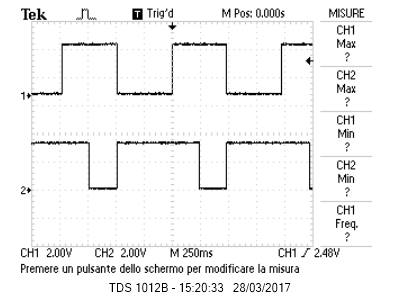 Tek T Trig'd M Pos: 0.000s MISURE
CH1
Max
?
CH2
Max
?
CH1
Min
?
CH2
Min
?
CH1
Freq.
?
1
2
CH1 2.00V CH2 2.00V M 250ms CH1 2.48V
Premere un pulsante dello schermo per modificare la misura
TDS 1012B - 15:20:33 28/03/2017